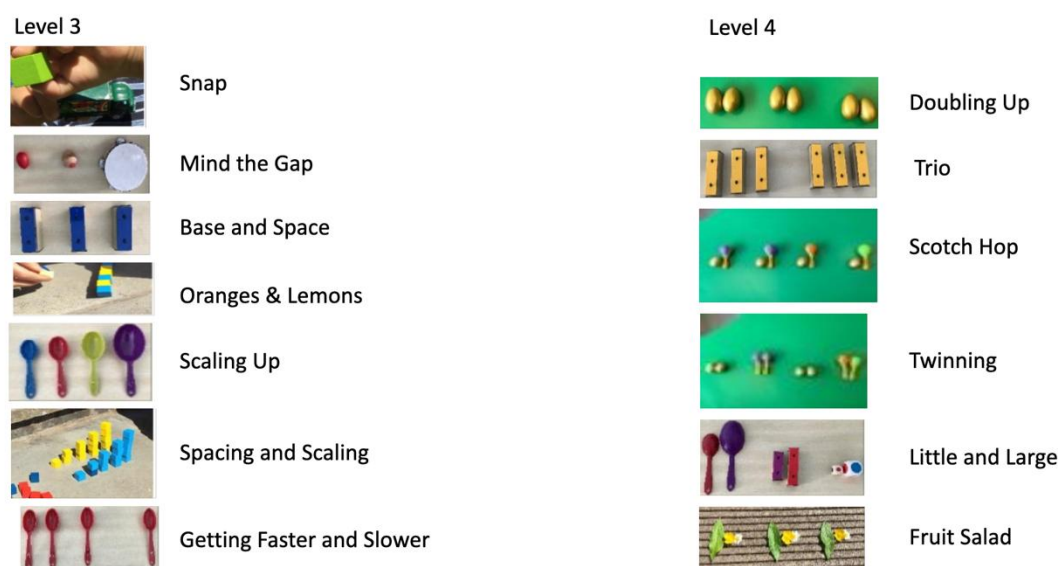 Level 3
Snap
Mind the Gap
Base and Space
Oranges & Lemons
Scaling Up
Spacing and Scaling
Getting Faster and Slower
Level 4
Doubling Up
Trio
Scotch Hop
Twinning
Little and Large
Fruit Salad